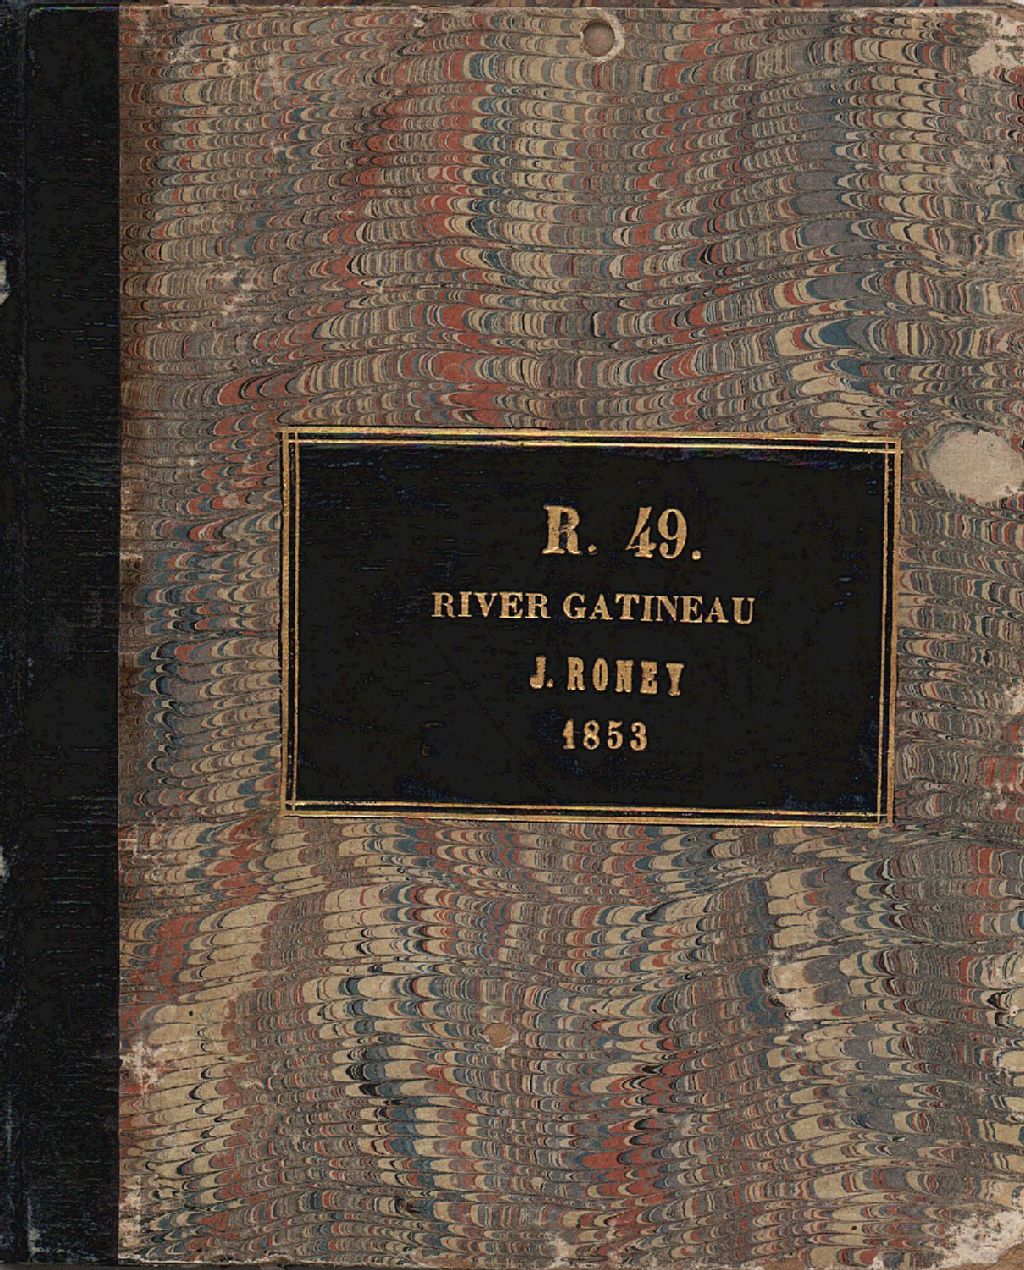 R. 49.
RIVER GATINEAU
J. RONEY
1853